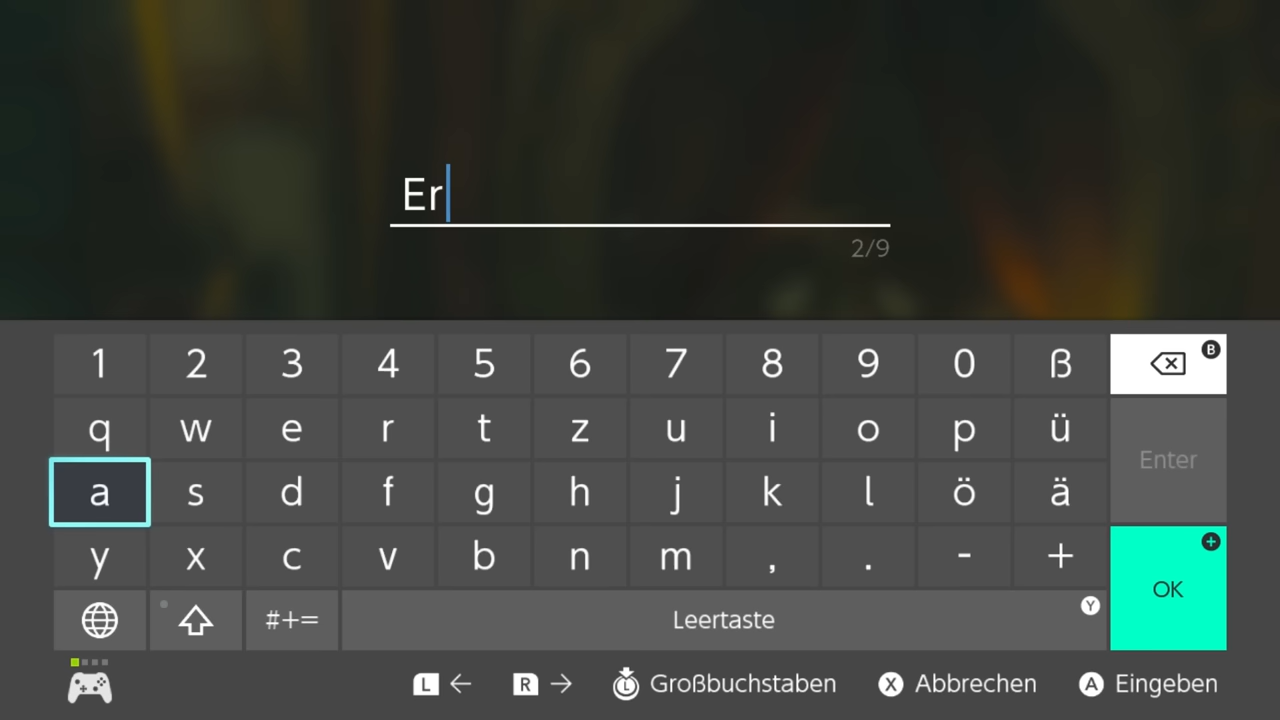 Er
2/9
1 2 3 4 5 6 7 8 9 0 ß B
q w e r t z u i o p ü
Enter
a s d f g h j k l ö ä
y x c v b n m , . - +
OK
#+= Leertaste Y
L ← R → L Großbuchstaben X Abbrechen A Eingeben